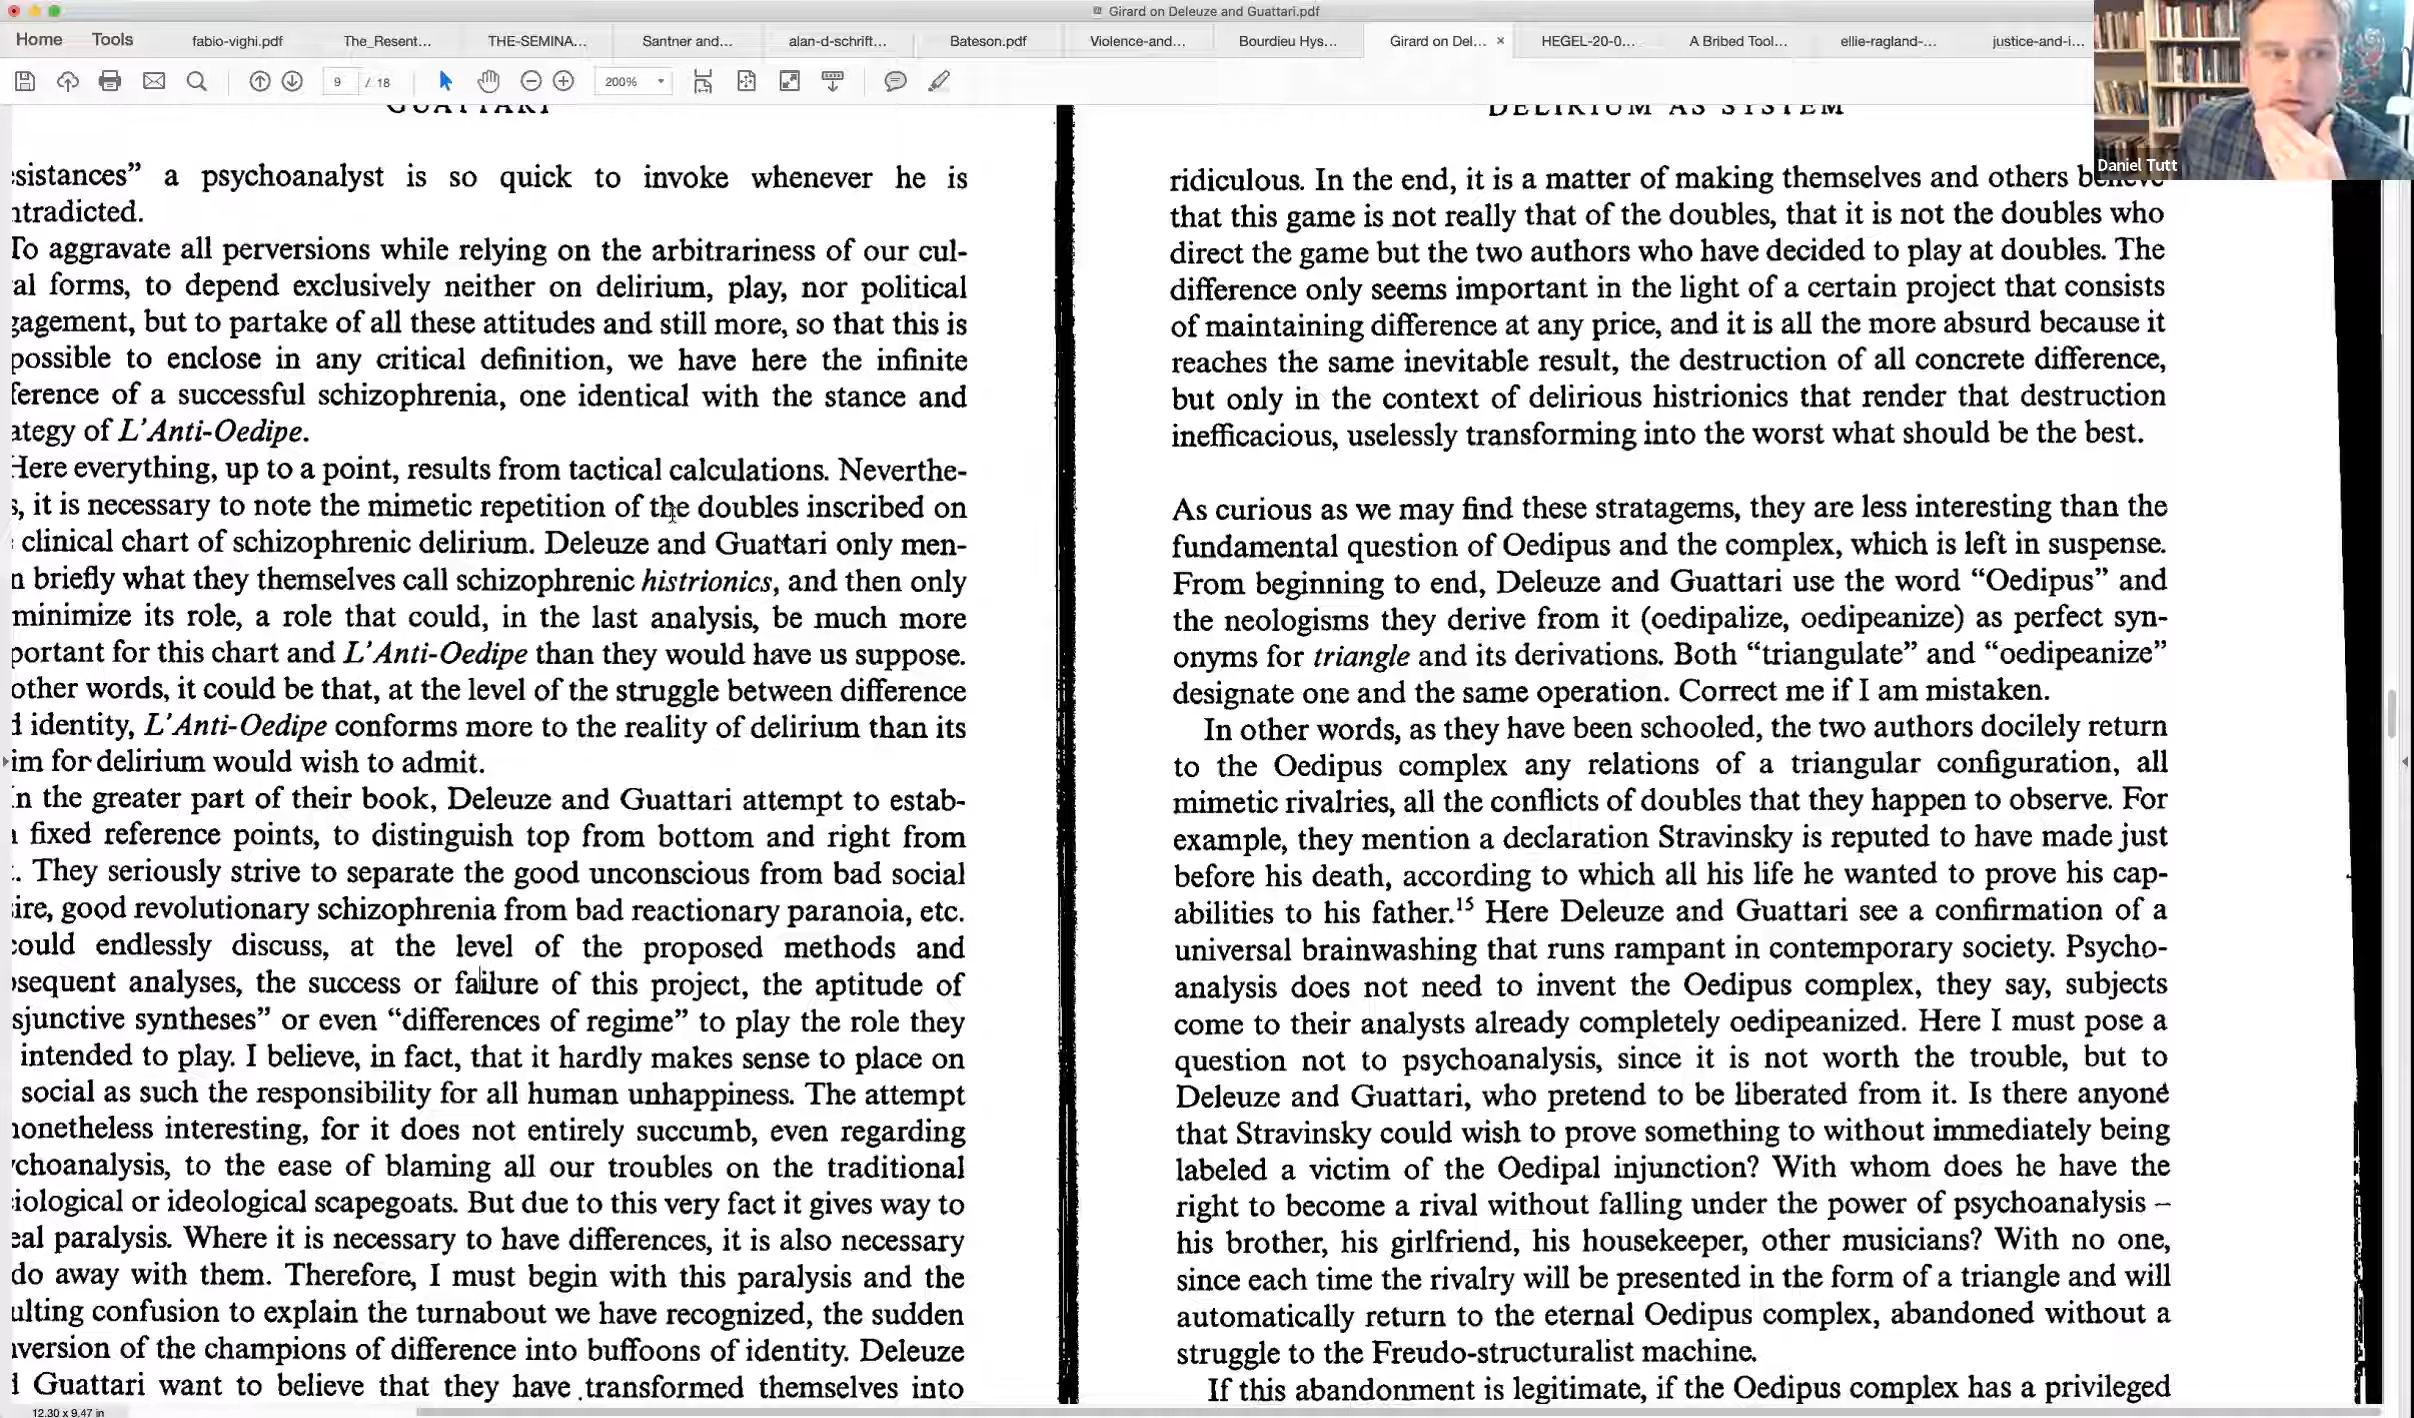 Girard on Deleuze and Guattari.pdf
Home Tools fabio-vighi.pdf The_Resent... THE-SEMINA... Santner and... alan-d-schrift... Bateson.pdf Violence-and... Bourdieu Hys... Girard on Del... × HEGEL-20-0... A Bribed Tool... ellie-ragland-... justice-and-i...
9 / 18 200%
Daniel Tutt
GUATTARI
sistances” a psychoanalyst is so quick to invoke whenever he is
ntradicted.
To aggravate all perversions while relying on the arbitrariness of our cul-
al forms, to depend exclusively neither on delirium, play, nor political
gagement, but to partake of all these attitudes and still more, so that this is
possible to enclose in any critical definition, we have here the infinite
ference of a successful schizophrenia, one identical with the stance and
ategy of L’Anti-Oedipe.
Here everything, up to a point, results from tactical calculations. Neverthe-
s, it is necessary to note the mimetic repetition of the doubles inscribed on
clinical chart of schizophrenic delirium. Deleuze and Guattari only men-
n briefly what they themselves call schizophrenic histrionics, and then only
minimize its role, a role that could, in the last analysis, be much more
portant for this chart and L’Anti-Oedipe than they would have us suppose.
other words, it could be that, at the level of the struggle between difference
d identity, L’Anti-Oedipe conforms more to the reality of delirium than its
im for delirium would wish to admit.
In the greater part of their book, Deleuze and Guattari attempt to estab-
fixed reference points, to distinguish top from bottom and right from
. They seriously strive to separate the good unconscious from bad social
ire, good revolutionary schizophrenia from bad reactionary paranoia, etc.
could endlessly discuss, at the level of the proposed methods and
sequent analyses, the success or failure of this project, the aptitude of
sjunctive syntheses” or even “differences of regime” to play the role they
intended to play. I believe, in fact, that it hardly makes sense to place on
social as such the responsibility for all human unhappiness. The attempt
nonetheless interesting, for it does not entirely succumb, even regarding
choanalysis, to the ease of blaming all our troubles on the traditional
iological or ideological scapegoats. But due to this very fact it gives way to
eal paralysis. Where it is necessary to have differences, it is also necessary
do away with them. Therefore, I must begin with this paralysis and the
ulting confusion to explain the turnabout we have recognized, the sudden
version of the champions of difference into buffoons of identity. Deleuze
d Guattari want to believe that they have transformed themselves into
DELIRIUM AS SYSTEM
ridiculous. In the end, it is a matter of making themselves and others believe
that this game is not really that of the doubles, that it is not the doubles who
direct the game but the two authors who have decided to play at doubles. The
difference only seems important in the light of a certain project that consists
of maintaining difference at any price, and it is all the more absurd because it
reaches the same inevitable result, the destruction of all concrete difference,
but only in the context of delirious histrionics that render that destruction
inefficacious, uselessly transforming into the worst what should be the best.
As curious as we may find these stratagems, they are less interesting than the
fundamental question of Oedipus and the complex, which is left in suspense.
From beginning to end, Deleuze and Guattari use the word “Oedipus” and
the neologisms they derive from it (oedipalize, oedipeanize) as perfect syn-
onyms for triangle and its derivations. Both “triangulate” and “oedipeanize”
designate one and the same operation. Correct me if I am mistaken.
In other words, as they have been schooled, the two authors docilely return
to the Oedipus complex any relations of a triangular configuration, all
mimetic rivalries, all the conflicts of doubles that they happen to observe. For
example, they mention a declaration Stravinsky is reputed to have made just
before his death, according to which all his life he wanted to prove his cap-
abilities to his father.15 Here Deleuze and Guattari see a confirmation of a
universal brainwashing that runs rampant in contemporary society. Psycho-
analysis does not need to invent the Oedipus complex, they say, subjects
come to their analysts already completely oedipeanized. Here I must pose a
question not to psychoanalysis, since it is not worth the trouble, but to
Deleuze and Guattari, who pretend to be liberated from it. Is there anyone
that Stravinsky could wish to prove something to without immediately being
labeled a victim of the Oedipal injunction? With whom does he have the
right to become a rival without falling under the power of psychoanalysis –
his brother, his girlfriend, his housekeeper, other musicians? With no one,
since each time the rivalry will be presented in the form of a triangle and will
automatically return to the eternal Oedipus complex, abandoned without a
struggle to the Freudo-structuralist machine.
If this abandonment is legitimate, if the Oedipus complex has a privileged
12.30 x 9.47 in